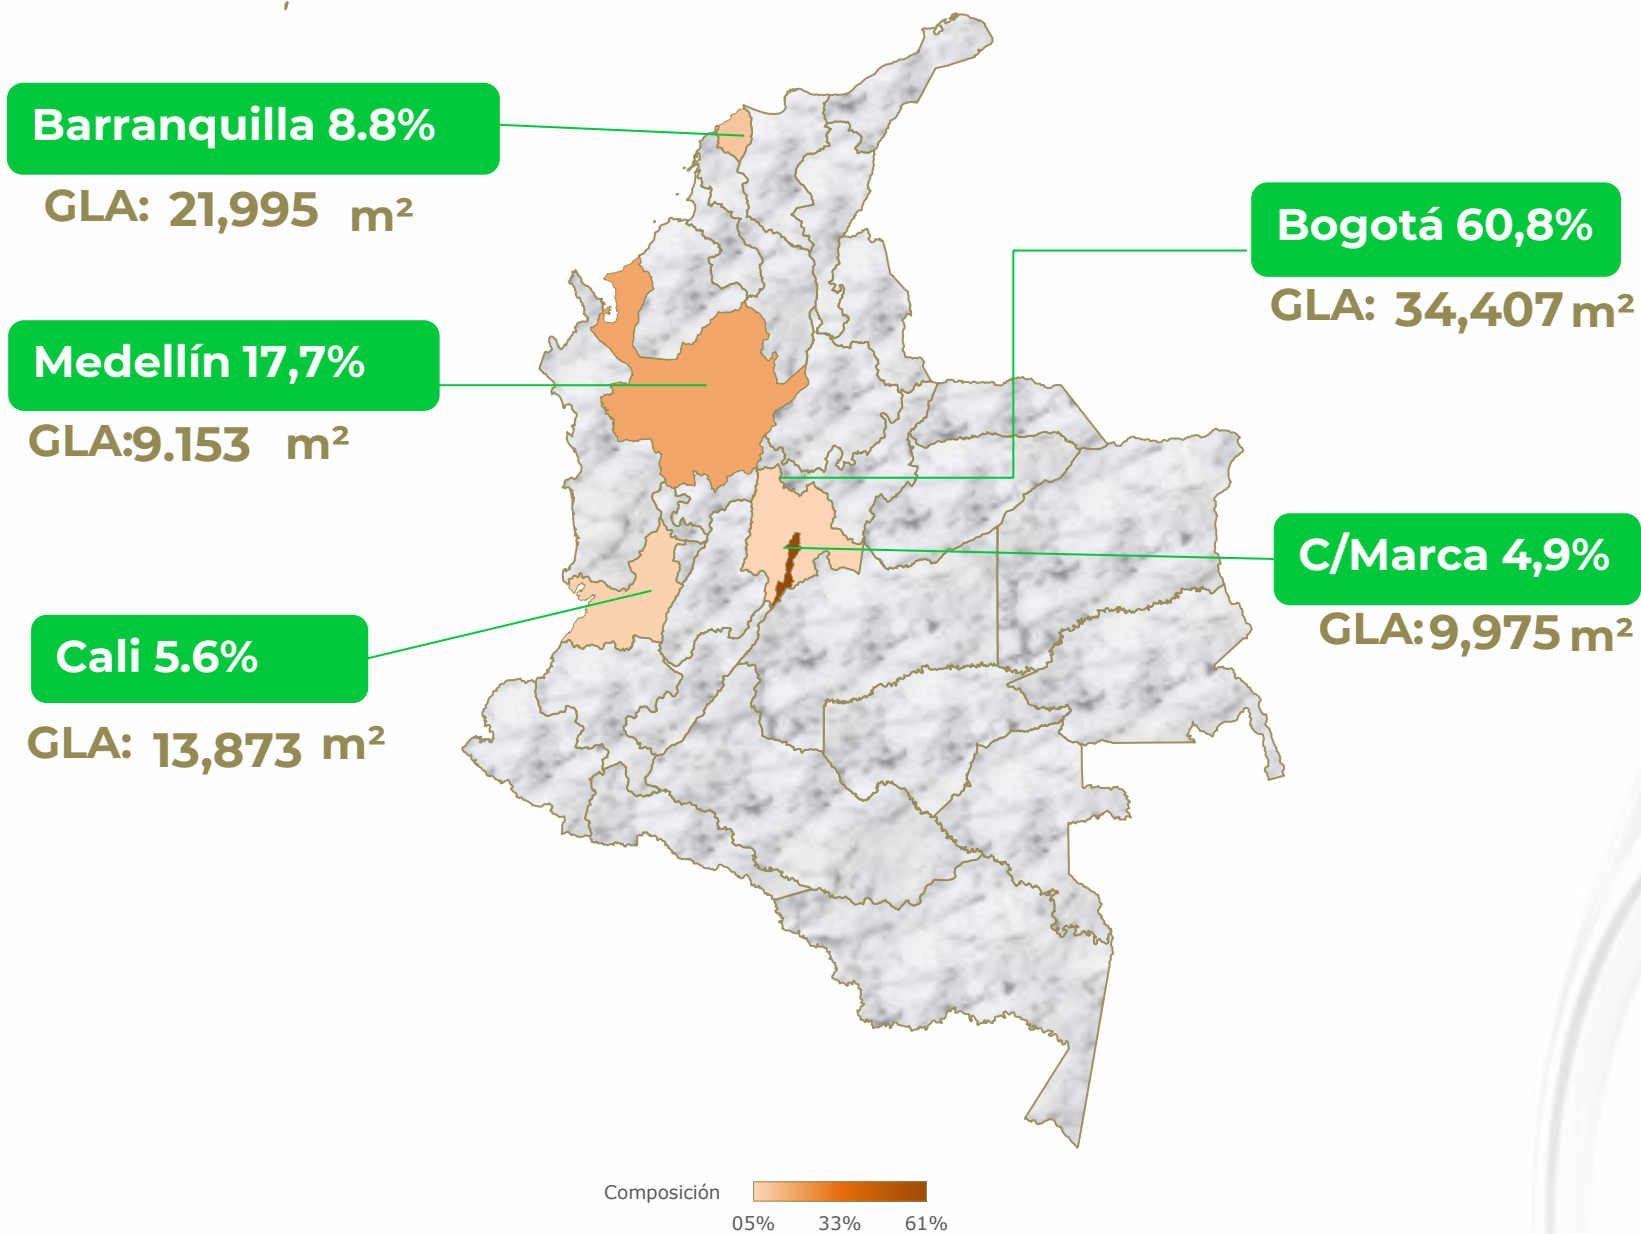 Barranquilla 8.8%
GLA: 21,995 m²
Bogotá 60,8%
GLA: 34,407 m²
Medellín 17,7%
GLA:9.153 m²
C/Marca 4,9%
GLA:9,975 m²
Cali 5.6%
GLA: 13,873 m²
Composición
05% 33% 61%